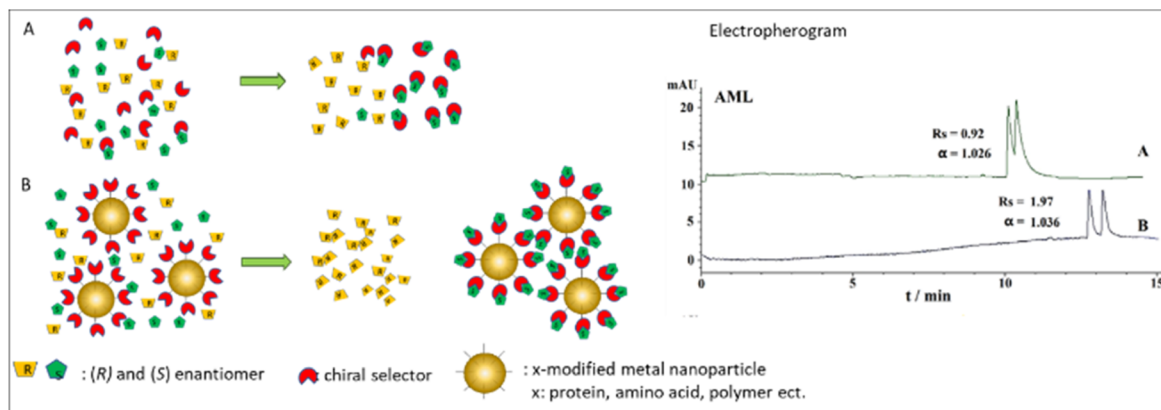 A
B
R
S
: (R) and (S) enantiomer
: chiral selector
: x-modified metal nanoparticle
x: protein, amino acid, polymer ect.
Electropherogram
mAU
AML
20
15
10
5
0
Rs = 0.92
α = 1.026
A
Rs = 1.97
α = 1.036
B
0
5
10
15
t / min